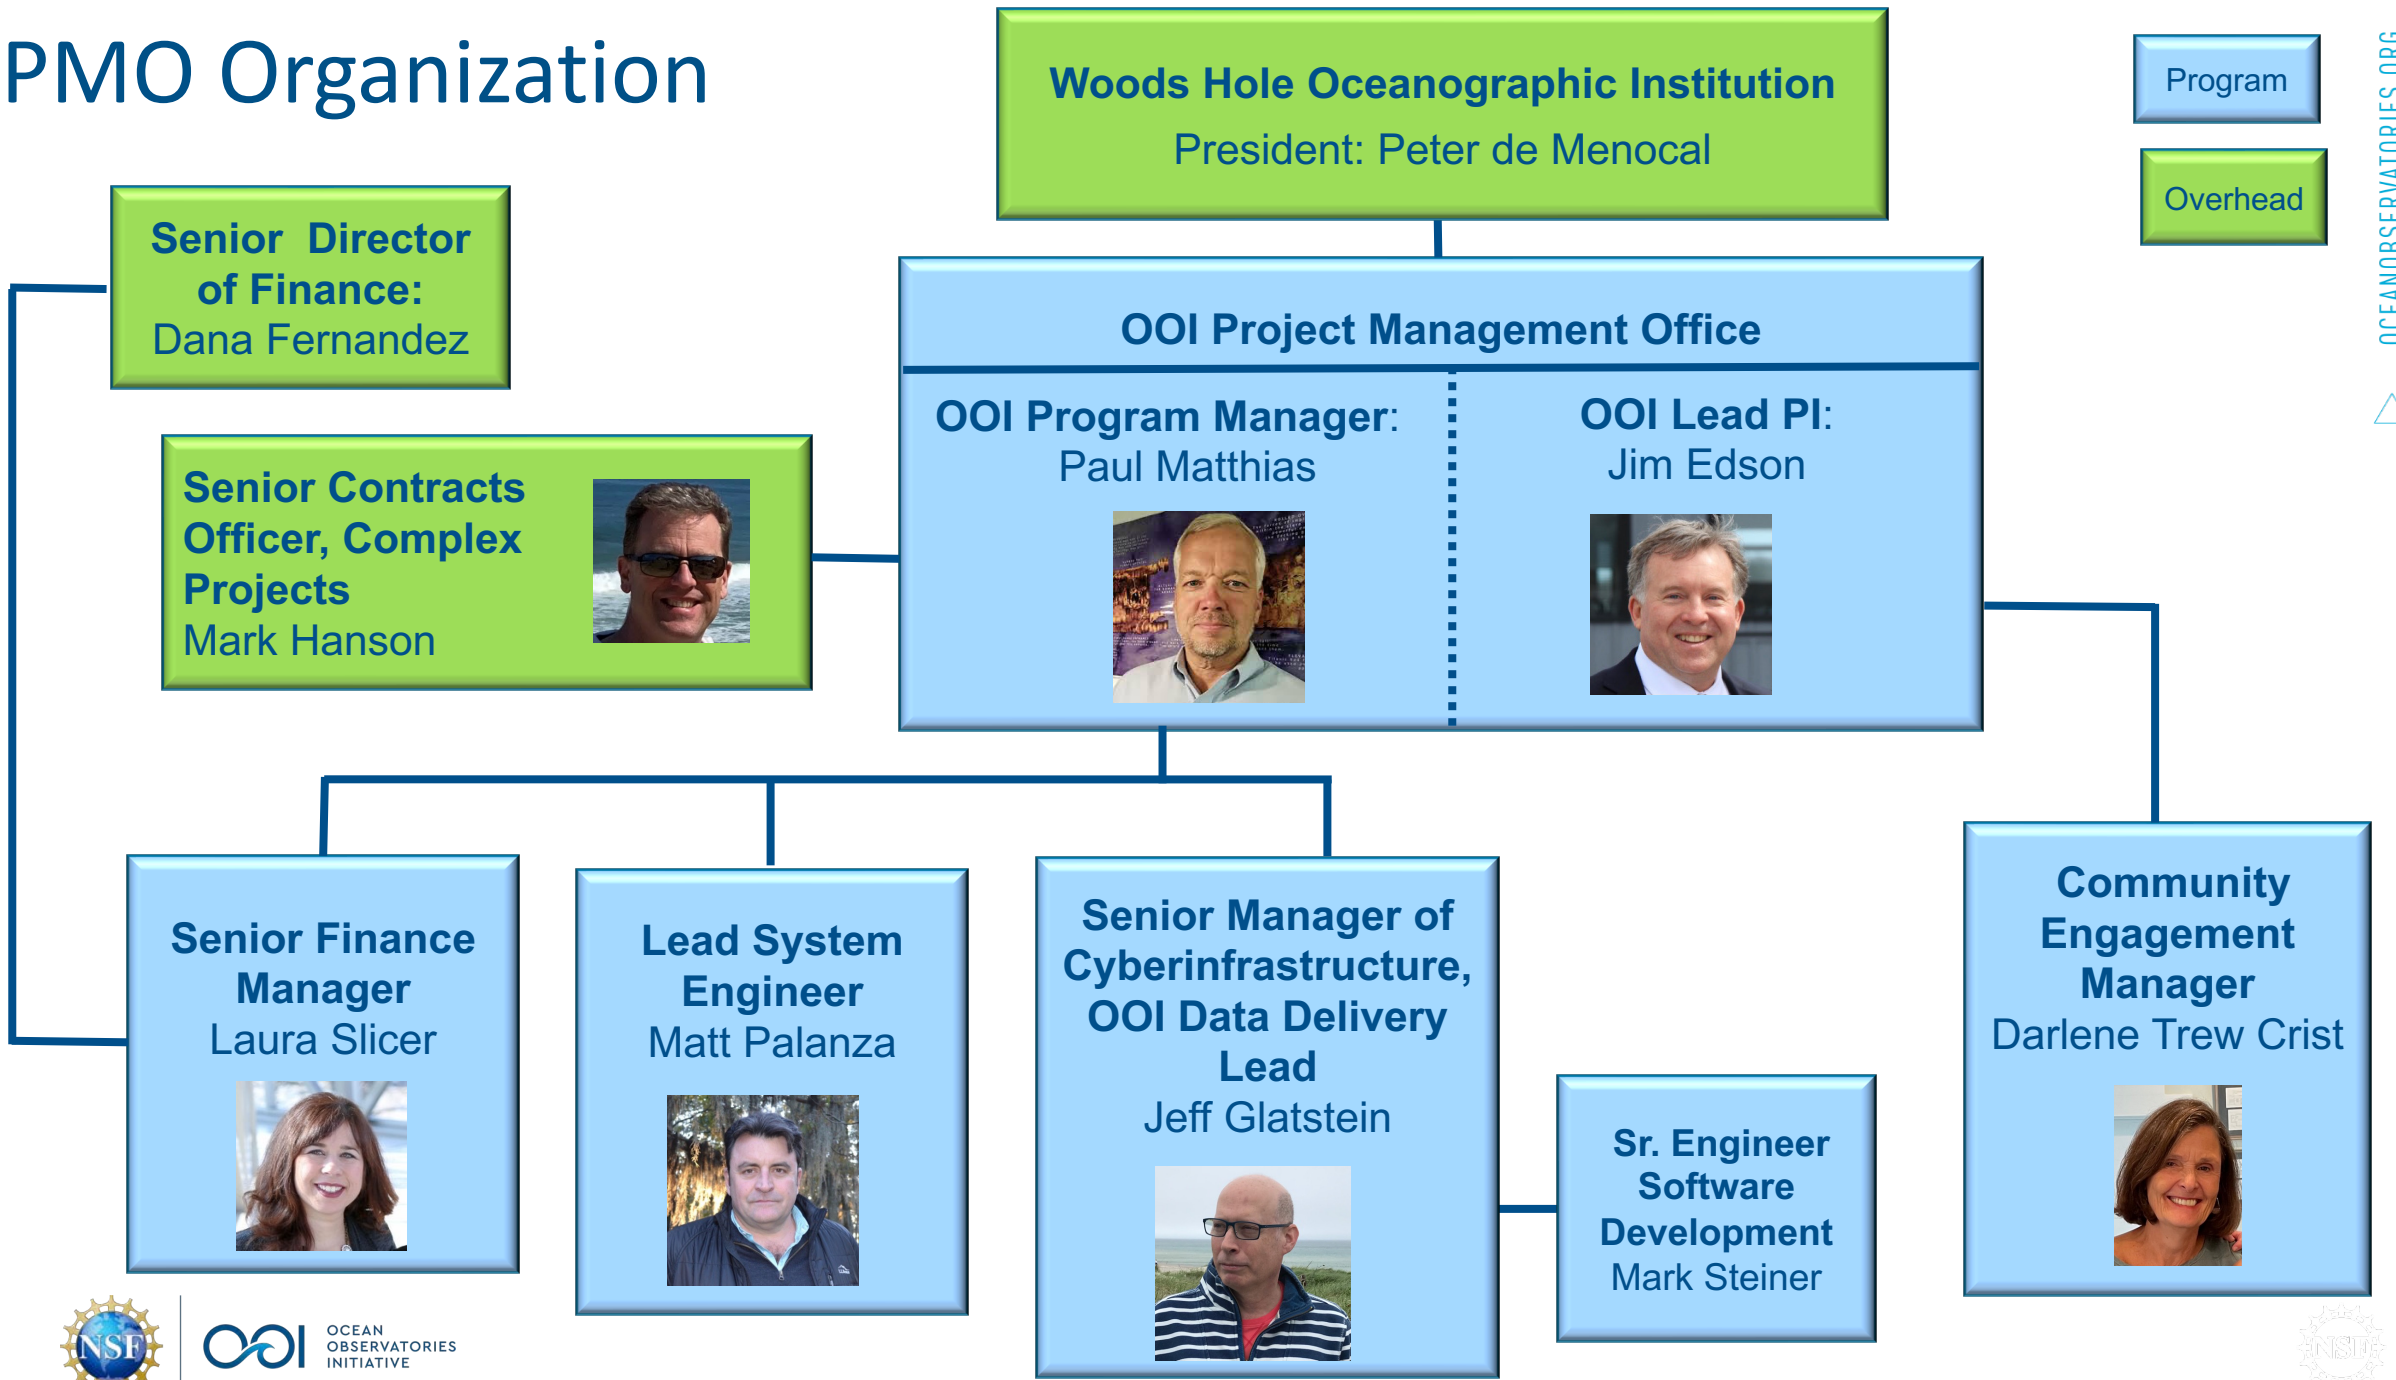 PMO Organization
Woods Hole Oceanographic Institution
President: Peter de Menocal
Program
Overhead
OCEANOBSERVATORIES.ORG
Senior  Director
of Finance:
Dana Fernandez
OOI Project Management Office
OOI Program Manager:
Paul Matthias
OOI Lead PI:
Jim Edson
Senior Contracts
Officer, Complex
Projects
Mark Hanson
Senior Finance
Manager
Laura Slicer
Lead System
Engineer
Matt Palanza
Senior Manager of
Cyberinfrastructure,
OOI Data Delivery
Lead
Jeff Glatstein
Sr. Engineer
Software
Development
Mark Steiner
Community
Engagement
Manager
Darlene Trew Crist
NSF
OOI
OCEAN
OBSERVATORIES
INITIATIVE
NSF